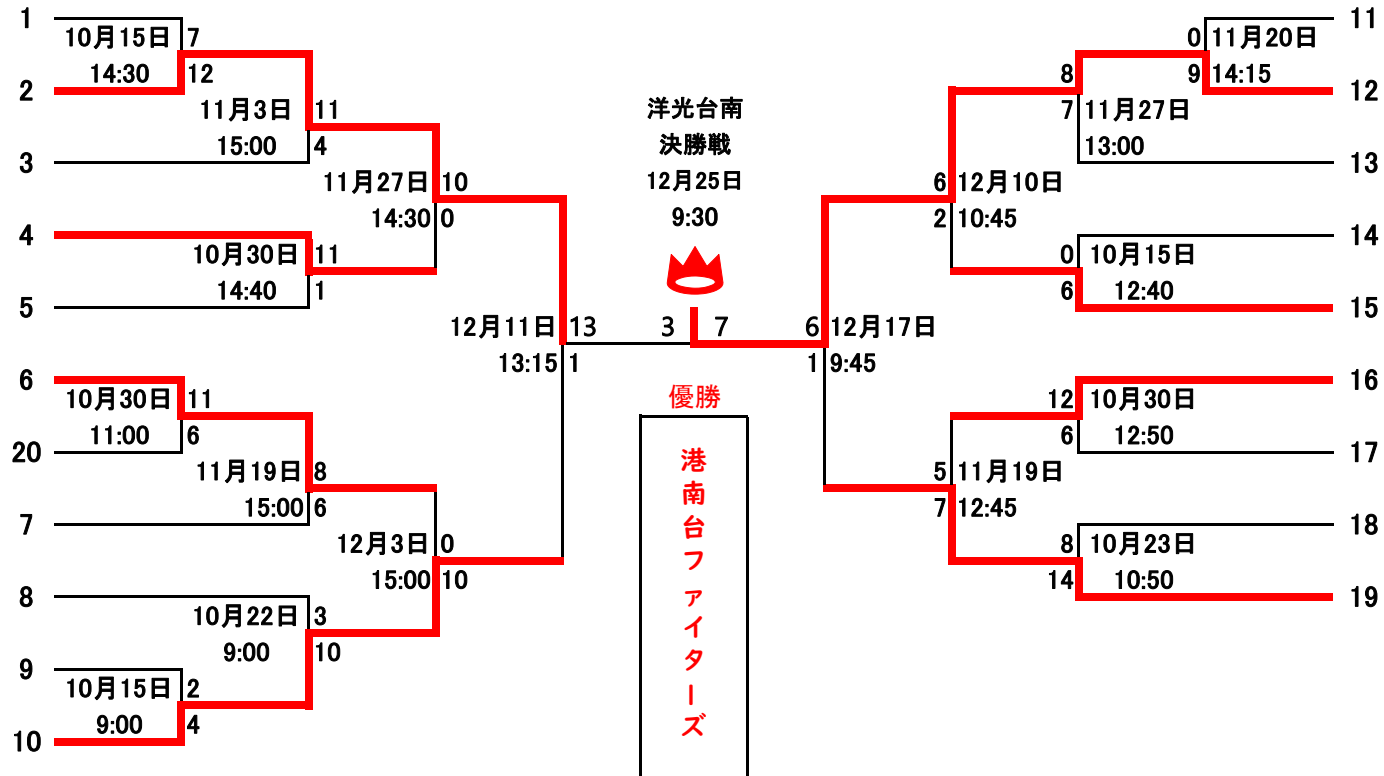 1
10月15日 7
14:30 12
2
11月3日 11
15:00 4
3
11月27日 10
14:30 0
4
10月30日 11
14:40 1
5
12月11日 13
13:15 1
6
10月30日 11
11:00 6
20
11月19日 8
15:00 6
7
12月3日 0
15:00 10
8
10月22日 3
9:00 10
9
10月15日 2
9:00 4
10
洋光台南
決勝戦
12月25日
9:30
3 7
優勝
港南台ファイターズ
11
0 11月20日
9 14:15
12
8
7 11月27日
13:00
13
6 12月10日
2 10:45
14
0 10月15日
6 12:40
15
6 12月17日
1 9:45
16
12 10月30日
6 12:50
17
5 11月19日
7 12:45
18
8 10月23日
14 10:50
19